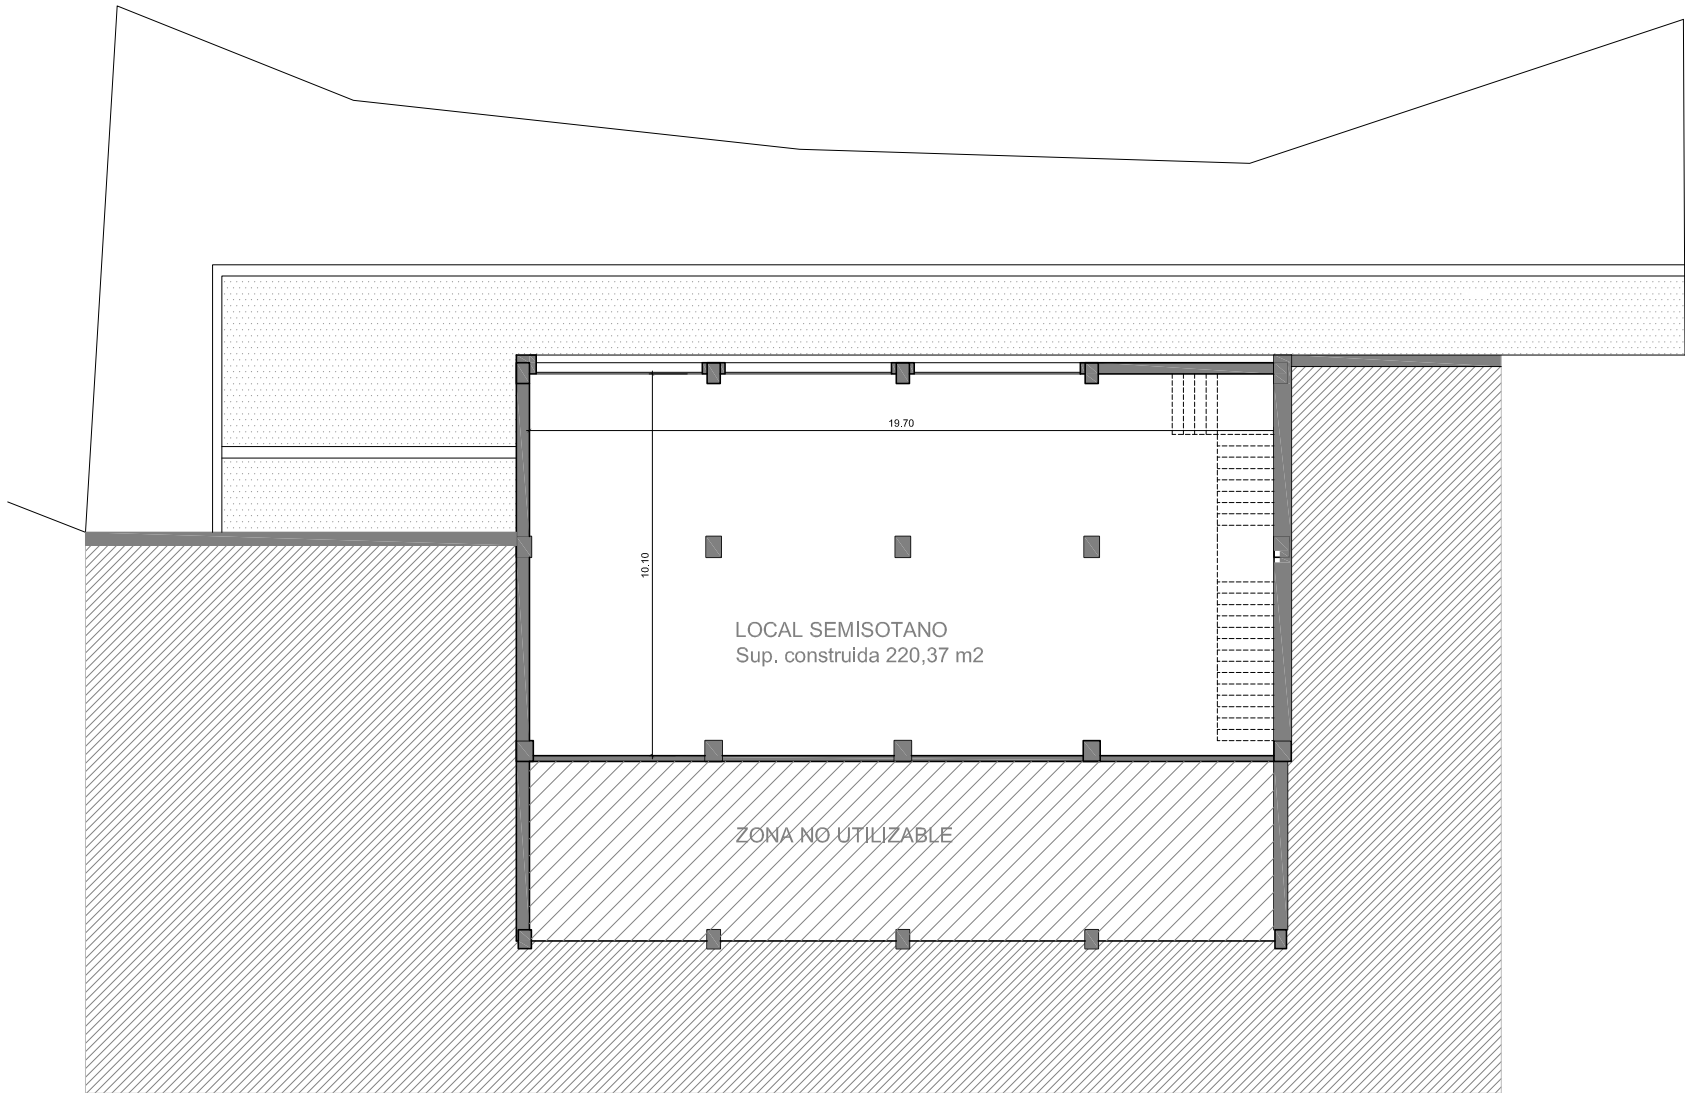 19.70
10.10
LOCAL SEMISOTANO
Sup. construida 220,37 m2
ZONA NO UTILIZABLE